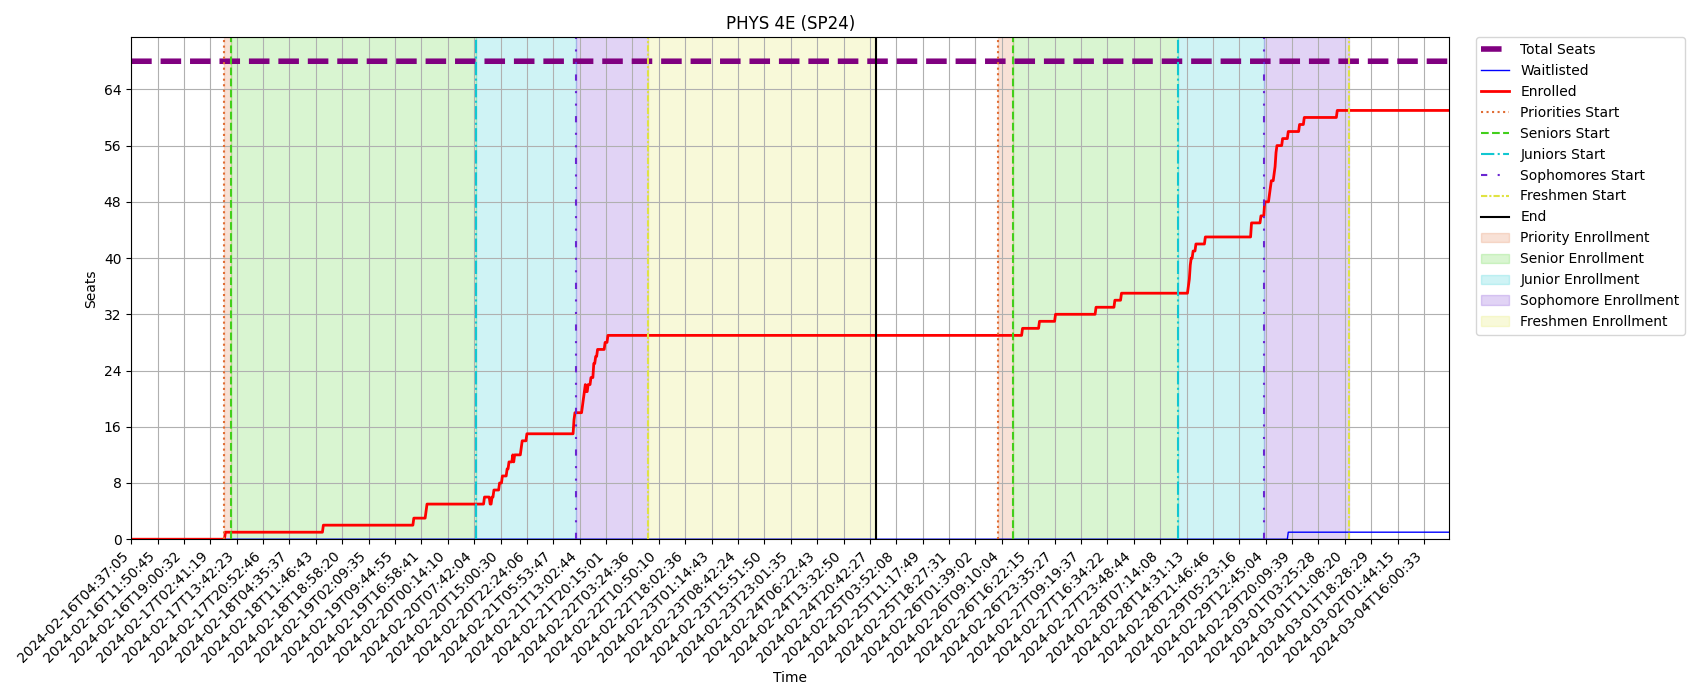 PHYS 4E (SP24)
Total Seats
Waitlisted
Enrolled
Priorities Start
Seniors Start
Juniors Start
Sophomores Start
Freshmen Start
End
Priority Enrollment
Senior Enrollment
Junior Enrollment
Sophomore Enrollment
Freshmen Enrollment
Seats
64
56
48
40
32
24
16
8
0
2024-02-16T04:37:05
2024-02-16T11:50:45
2024-02-16T19:00:32
2024-02-17T02:41:19
2024-02-17T13:42:23
2024-02-17T20:52:46
2024-02-18T04:35:37
2024-02-18T11:46:43
2024-02-18T18:58:20
2024-02-19T02:09:35
2024-02-19T09:44:55
2024-02-19T16:58:41
2024-02-20T00:14:10
2024-02-20T07:42:04
2024-02-20T15:00:30
2024-02-20T22:24:06
2024-02-21T05:53:47
2024-02-21T13:02:44
2024-02-21T20:15:01
2024-02-22T03:24:36
2024-02-22T10:50:10
2024-02-22T18:02:36
2024-02-23T01:14:43
2024-02-23T08:42:24
2024-02-23T15:51:50
2024-02-23T23:01:35
2024-02-24T06:22:43
2024-02-24T13:32:50
2024-02-24T20:42:27
2024-02-25T03:52:08
2024-02-25T11:17:49
2024-02-25T18:27:31
2024-02-26T01:39:02
2024-02-26T09:10:04
2024-02-26T16:22:15
2024-02-26T23:35:27
2024-02-27T09:19:37
2024-02-27T16:34:22
2024-02-27T23:48:44
2024-02-28T07:14:08
2024-02-28T14:31:13
2024-02-28T21:46:46
2024-02-29T05:23:16
2024-02-29T12:45:04
2024-02-29T20:09:39
2024-03-01T03:25:28
2024-03-01T11:08:20
2024-03-01T18:28:29
2024-03-02T01:44:15
2024-03-04T16:00:33
Time